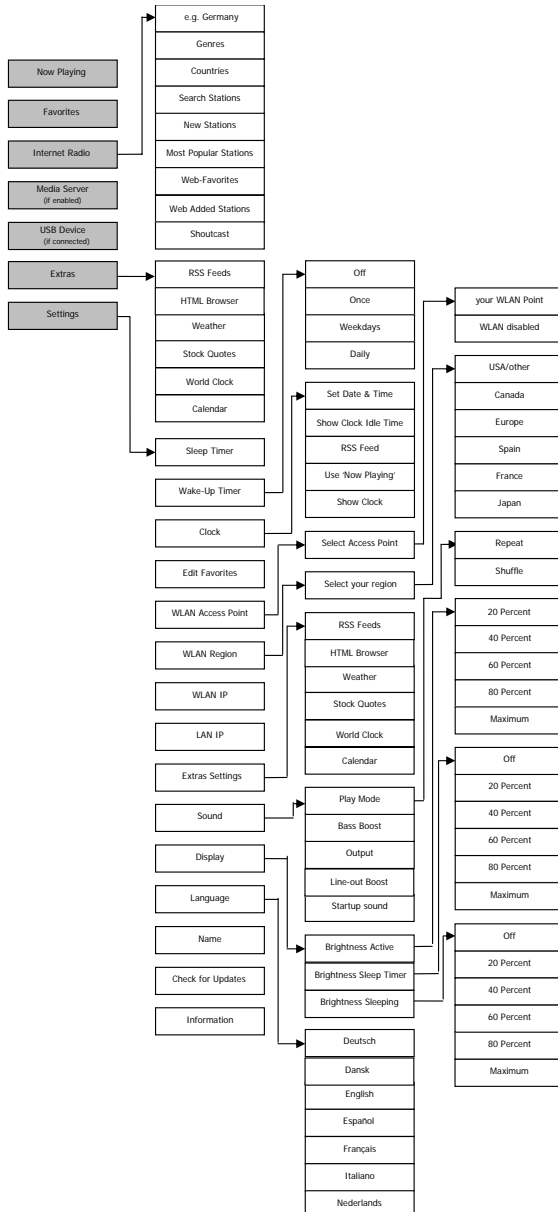 Now Playing
Favorites
Internet Radio
Media Server
(if enabled)
USB Device
(if connected)
Extras
Settings
e.g. Germany
Genres
Countries
Search Stations
New Stations
Most Popular Stations
Web-Favorites
Web Added Stations
Shoutcast
RSS Feeds
HTML Browser
Weather
Stock Quotes
World Clock
Calendar
Sleep Timer
Wake-Up Timer
Clock
Edit Favorites
WLAN Access Point
WLAN Region
WLAN IP
LAN IP
Extras Settings
Sound
Display
Language
Name
Check for Updates
Information
Off
Once
Weekdays
Daily
Set Date & Time
Show Clock Idle Time
RSS Feed
Use ‘Now Playing’
Show Clock
Select Access Point
Select your region
RSS Feeds
HTML Browser
Weather
Stock Quotes
World Clock
Calendar
Play Mode
Bass Boost
Output
Line-out Boost
Startup sound
Brightness Active
Brightness Sleep Timer
Brightness Sleeping
Deutsch
Dansk
English
Español
Français
Italiano
Nederlands
your WLAN Point
WLAN disabled
USA/other
Canada
Europe
Spain
France
Japan
Repeat
Shuffle
20 Percent
40 Percent
60 Percent
80 Percent
Maximum
Off
20 Percent
40 Percent
60 Percent
80 Percent
Maximum
Off
20 Percent
40 Percent
60 Percent
80 Percent
Maximum